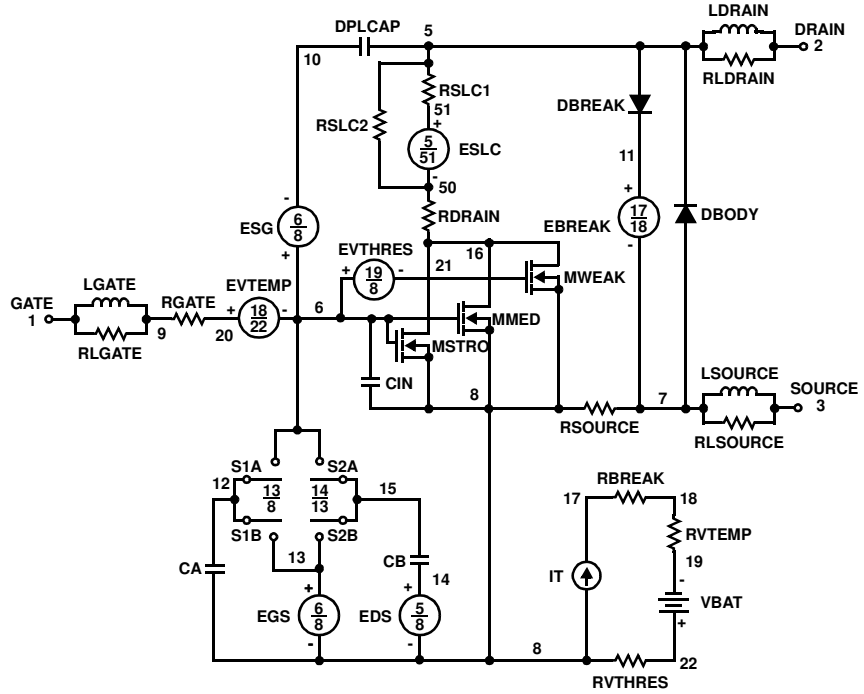 LDRAIN
DPLCAP
5
DRAIN
2
10
RLDRAIN
RSLC1
51
DBREAK
RSLC2
+
5
51
ESLC
-
11
50
-
6
8
ESG
+
RDRAIN
+
17
18
EBREAK
-
DBODY
EVTHRES
+
19
8
-
21
16
MWEAK
LGATE
EVTEMP
GATE
1
RGATE
+
18
22
-
6
9
20
MMED
RLGATE
MSTRO
CIN
8
7
LSOURCE
SOURCE
3
RSOURCE
RLSOURCE
S1A
S2A
12
13
8
14
13
15
S1B
S2B
13
17
RBREAK
18
RVTEMP
19
CA
CB
14
IT
-
VBAT
+
+
6
8
EGS
-
+
5
8
EDS
-
8
22
RVTHRES